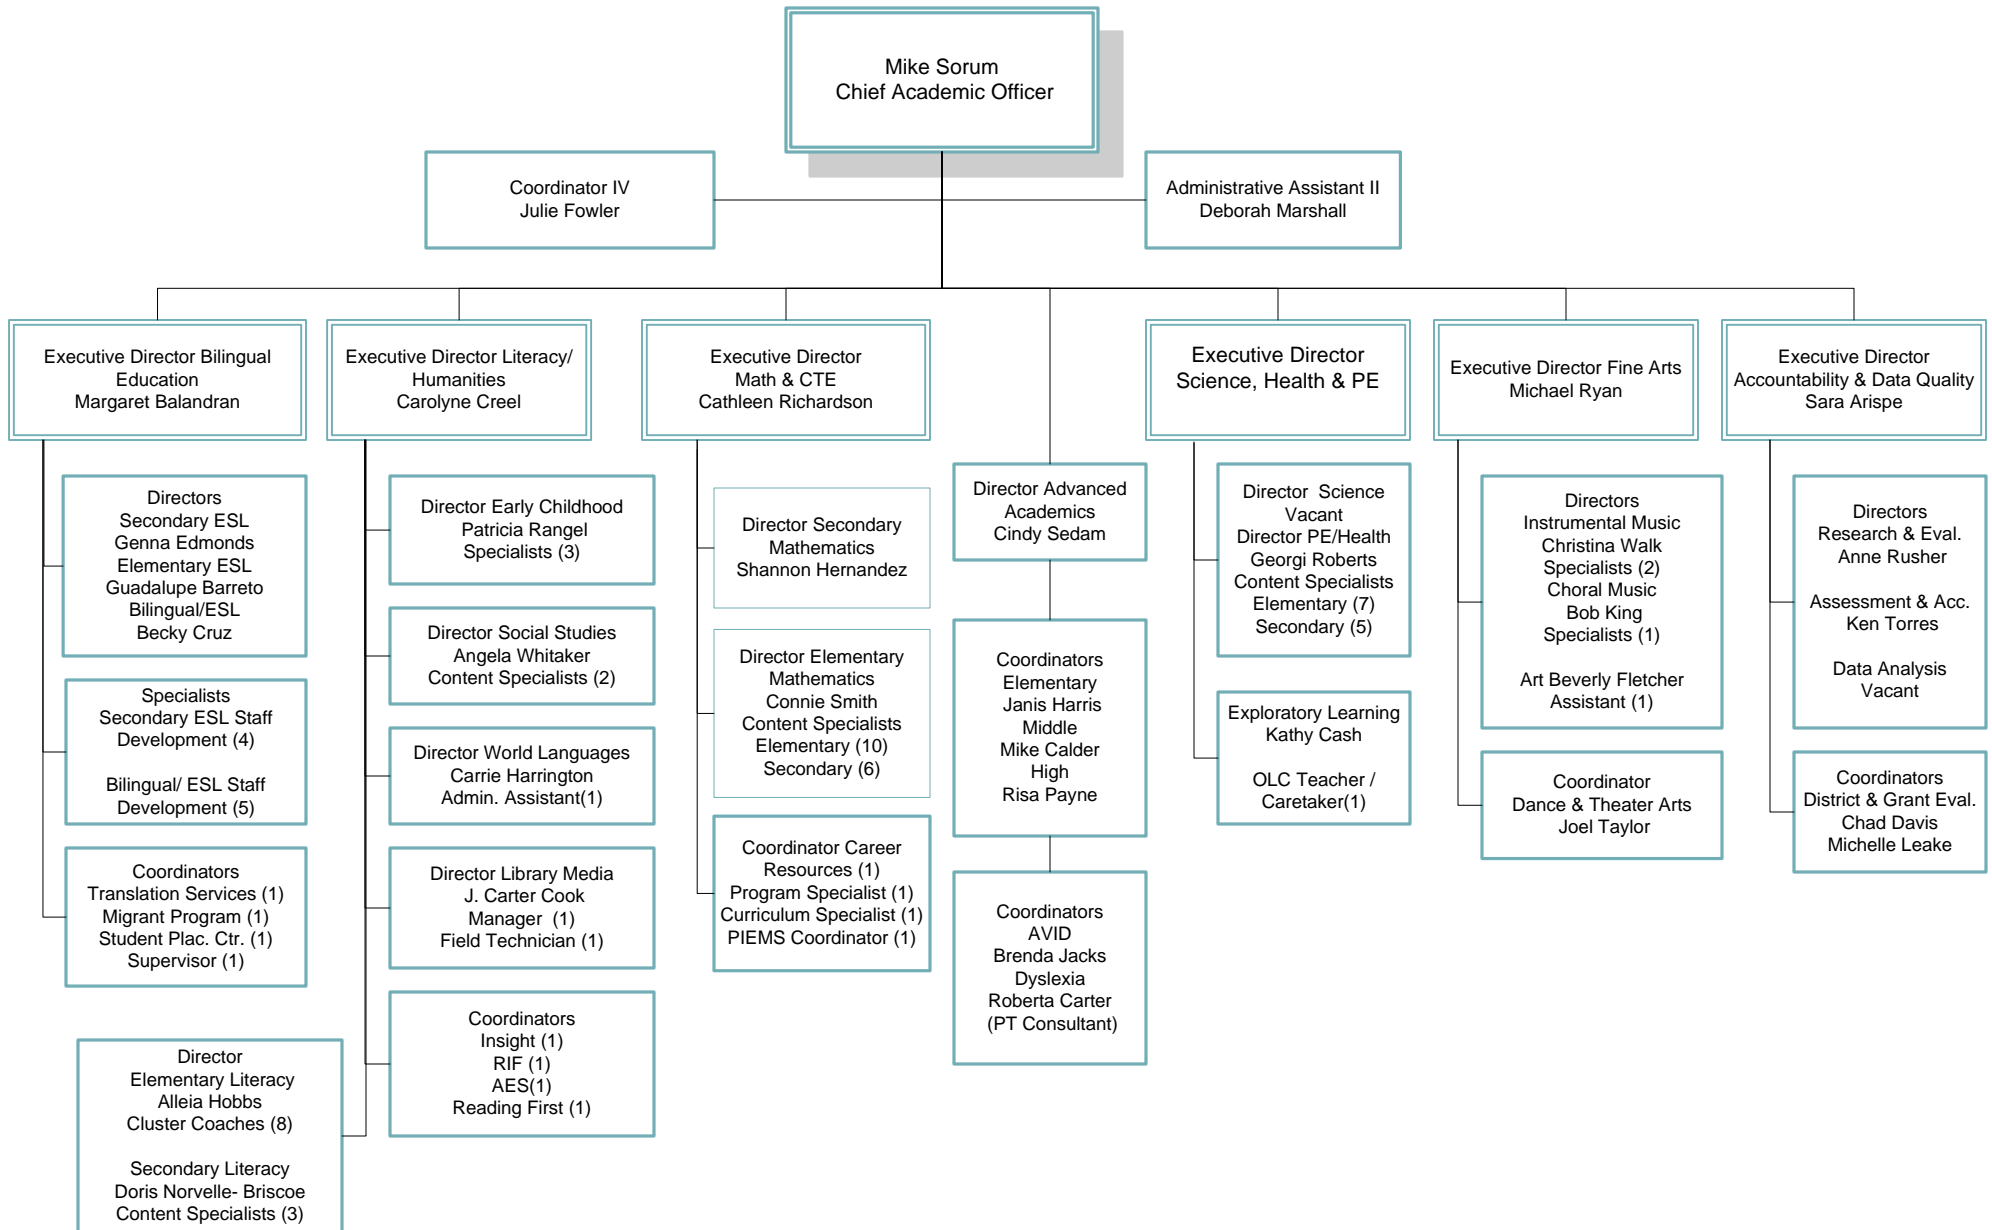 Mike Sorum
Chief Academic Officer
Coordinator IV
Julie Fowler
Administrative Assistant II
Deborah Marshall
Executive Director Bilingual
Education
Margaret Balandran
Executive Director Literacy/
Humanities
Carolyne Creel
Executive Director
Math & CTE
Cathleen Richardson
Executive Director
Science, Health & PE
Executive Director Fine Arts
Michael Ryan
Executive Director
Accountability & Data Quality
Sara Arispe
Directors
Secondary ESL
Genna Edmonds
Elementary ESL
Guadalupe Barreto
Bilingual/ESL
Becky Cruz
Specialists
Secondary ESL Staff
Development (4)
Bilingual/ ESL Staff
Development (5)
Coordinators
Translation Services (1)
Migrant Program (1)
Student Plac. Ctr. (1)
Supervisor (1)
Director
Elementary Literacy
Alleia Hobbs
Cluster Coaches (8)
Secondary Literacy
Doris Norvelle- Briscoe
Content Specialists (3)
Director Early Childhood
Patricia Rangel
Specialists (3)
Director Social Studies
Angela Whitaker
Content Specialists (2)
Director World Languages
Carrie Harrington
Admin. Assistant(1)
Director Library Media
J. Carter Cook
Manager (1)
Field Technician (1)
Coordinators
Insight (1)
RIF (1)
AES(1)
Reading First (1)
Director Secondary
Mathematics
Shannon Hernandez
Director Elementary
Mathematics
Connie Smith
Content Specialists
Elementary (10)
Secondary (6)
Coordinator Career
Resources (1)
Program Specialist (1)
Curriculum Specialist (1)
PIEMS Coordinator (1)
Director Advanced
Academics
Cindy Sedam
Coordinators
Elementary
Janis Harris
Middle
Mike Calder
High
Risa Payne
Coordinators
AVID
Brenda Jacks
Dyslexia
Roberta Carter
(PT Consultant)
Director Science
Vacant
Director PE/Health
Georgi Roberts
Content Specialists
Elementary (7)
Secondary (5)
Exploratory Learning
Kathy Cash
OLC Teacher /
Caretaker(1)
Directors
Instrumental Music
Christina Walk
Specialists (2)
Choral Music
Bob King
Specialists (1)
Art Beverly Fletcher
Assistant (1)
Coordinator
Dance & Theater Arts
Joel Taylor
Directors
Research & Eval.
Anne Rusher
Assessment & Acc.
Ken Torres
Data Analysis
Vacant
Coordinators
District & Grant Eval.
Chad Davis
Michelle Leake